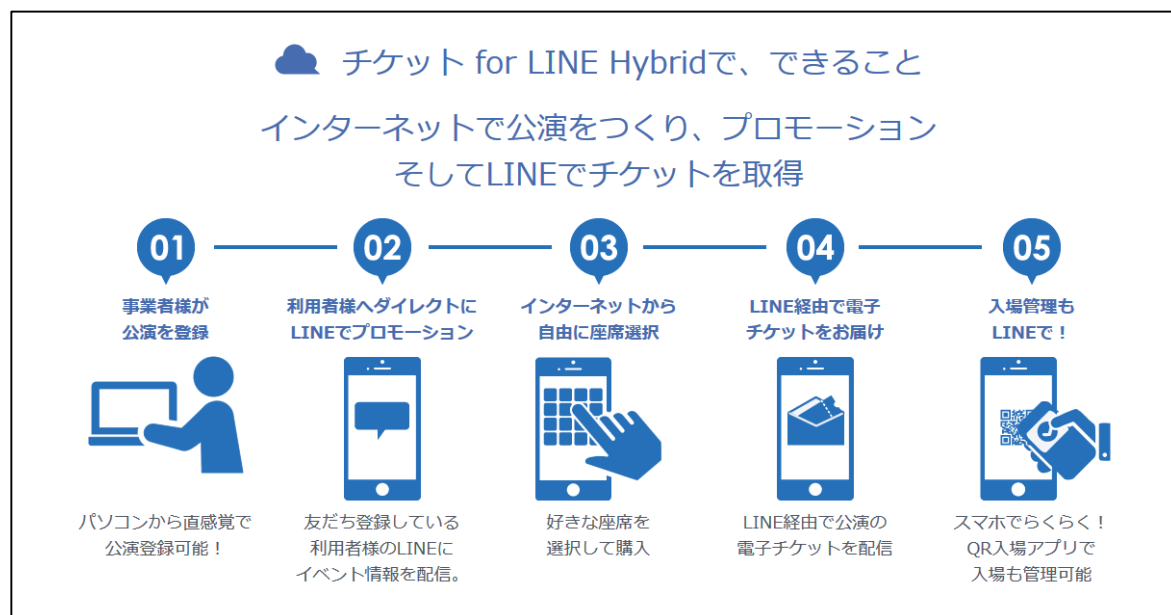 チケット for LINE Hybridで、できること
インターネットで公演をつくり、プロモーション
そしてLINEでチケットを取得
01
02
03
04
05
事業者様が
公演を登録
利用者様へダイレクトに
LINEでプロモーション
インターネットから
自由に座席選択
LINE経由で電子
チケットをお届け
入場管理も
LINEで！
パソコンから直感覚で
公演登録可能！
友だち登録している
利用者様のLINEに
イベント情報を配信。
好きな座席を
選択して購入
LINE経由で公演の
電子チケットを配信
スマホでらくらく！
QR入場アプリで
入場も管理可能